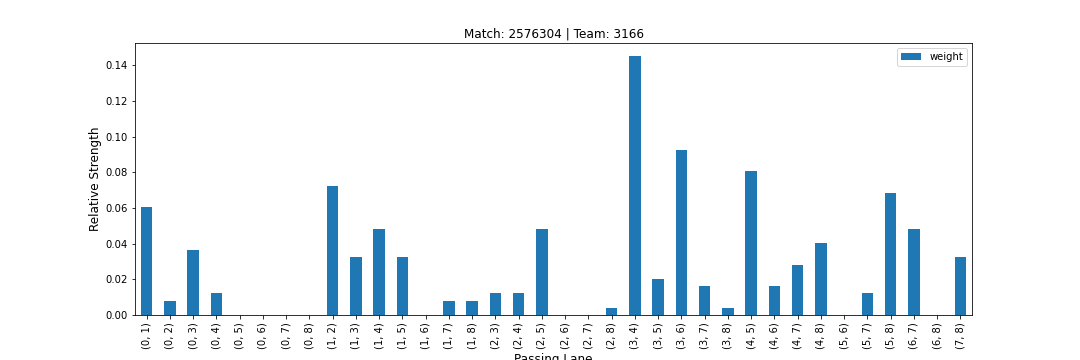 Match: 2576304 | Team: 3166
weight
Relative Strength
0.14
0.12
0.10
0.08
0.06
0.04
0.02
0.00
(0, 1) (0, 2) (0, 3) (0, 4) (0, 5) (0, 6) (0, 7) (0, 8) (1, 2) (1, 3) (1, 4) (1, 5) (1, 6) (1, 7) (1, 8) (2, 3) (2, 4) (2, 5) (2, 6) (2, 7) (2, 8) (3, 4) (3, 5) (3, 6) (3, 7) (3, 8) (4, 5) (4, 6) (4, 7) (4, 8) (5, 6) (5, 7) (5, 8) (6, 7) (6, 8) (7, 8)
Passing Lane